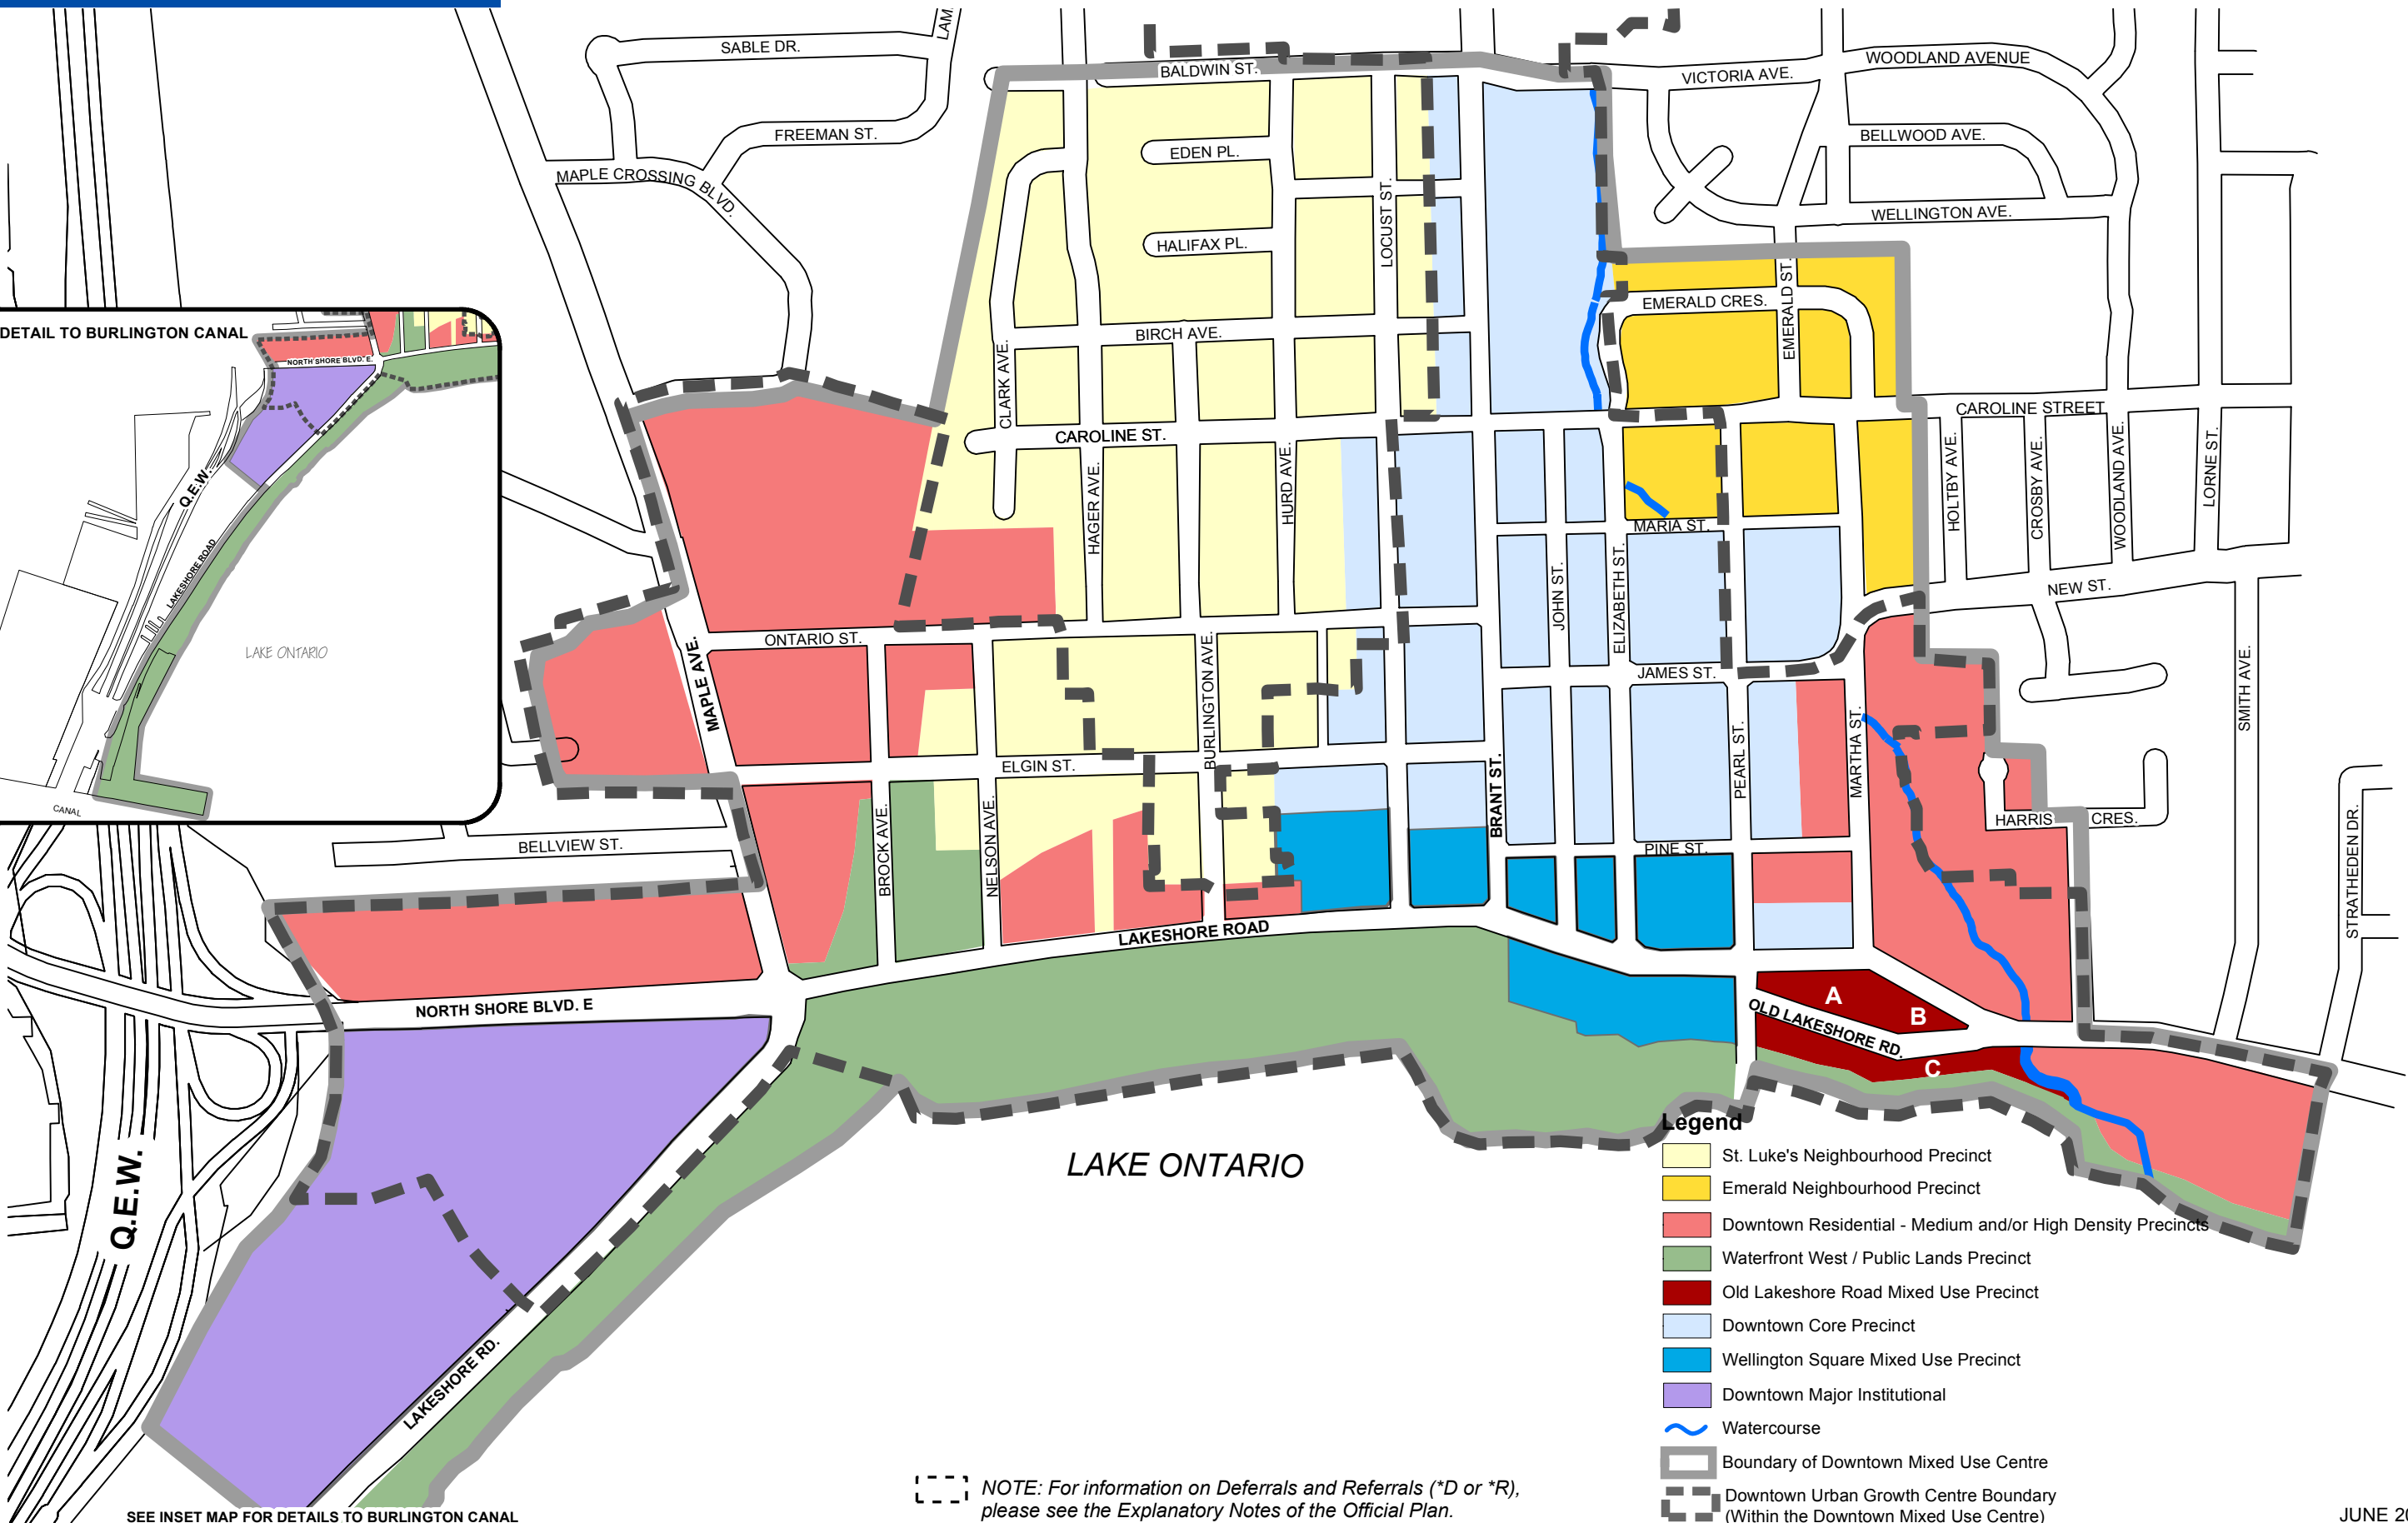 SABLE DR.
BALDWIN ST.
VICTORIA AVE.
WOODLAND AVENUE
FREEMAN ST.
BELLWOOD AVE.
EDEN PL.
MAPLE CROSSING BLVD.
LOCUST ST.
WELLINGTON AVE.
HALIFAX PL.
EMERALD ST.
EMERALD CRES.
BIRCH AVE.
CLARK AVE.
CAROLINE STREET
CAROLINE ST.
HAGER AVE.
HURD AVE.
HOLTBY AVE.
CROSBY AVE.
WOODLAND AVE.
LORNE ST.
MARIA ST.
JOHN ST.
ELIZABETH ST.
NEW ST.
ONTARIO ST.
MAPLE AVE.
BURLINGTON AVE.
JAMES ST.
SMITH AVE.
MARTHA ST.
PEARL ST.
ELGIN ST.
BRANT ST.
BROCK AVE.
NELSON AVE.
HARRIS CRES.
STRATHEDEN DR.
BELLVIEW ST.
PINE ST.
LAKESHORE ROAD
NORTH SHORE BLVD. E
OLD LAKESHORE RD.
A
B
C
Q.E.W.
LAKESHORE RD.
LAKE ONTARIO
DETAIL TO BURLINGTON CANAL
NORTH SHORE BLVD. E.
Q.E.W.
LAKESHORE ROAD
LAKE ONTARIO
CANAL
Legend
St. Luke's Neighbourhood Precinct
Emerald Neighbourhood Precinct
Downtown Residential - Medium and/or High Density Precincts
Waterfront West / Public Lands Precinct
Old Lakeshore Road Mixed Use Precinct
Downtown Core Precinct
Wellington Square Mixed Use Precinct
Downtown Major Institutional
Watercourse
Boundary of Downtown Mixed Use Centre
Downtown Urban Growth Centre Boundary
(Within the Downtown Mixed Use Centre)
NOTE: For information on Deferrals and Referrals (*D or *R),
please see the Explanatory Notes of the Official Plan.
SEE INSET MAP FOR DETAILS TO BURLINGTON CANAL
JUNE